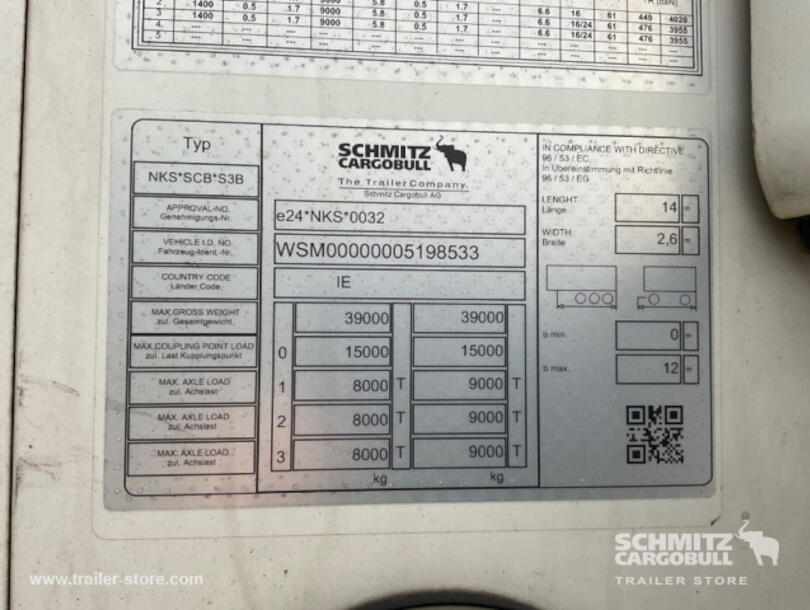 2. 1400 0.5 1.7 9000 5.8 0.5 1.7
3 1400 0.5 1.7 9000 5.8 0.5 1.7 --- 6.6 16 61 449 4020
4. --- --- --- --- --- --- --- --- 6.6 16/24 61 476 3955
5 --- --- --- --- --- --- --- --- 6.6 16/24 61 476 3955
Typ
NKS*SCB*S3B
SCHMITZ
CARGOBULL
The Trailer Company.
Schmitz Cargobull AG
IN COMPLIANCE WITH DIRECTIVE
96 / 53 / EC.
In Übereinstimmung mit Richtlinie
96 / 53 / EG
APPROVAL-NO.
Genehmigungs-Nr.
e24*NKS*0032
LENGHT
Länge
14 m
VEHICLE I.D. NO.
Fahrzeug-Ident.-Nr.
WSM00000005198533
WIDTH
Breite
2,6 m
COUNTRY CODE
Länder Code
IE
MAX.GROSS WEIGHT
zul. Gesamtgewicht
39000 39000
b min.
0 m
MAX.COUPLING POINT LOAD
zul. Last Kupplungspunkt
0 15000 15000
b max.
12 m
MAX. AXLE LOAD
zul. Achslast
1 8000 T 9000 T
MAX. AXLE LOAD
zul. Achslast
2 8000 T 9000 T
MAX. AXLE LOAD
zul. Achslast
3 8000 T 9000 T
kg kg
www.trailer-store.com
SCHMITZ
CARGOBULL
TRAILER STORE